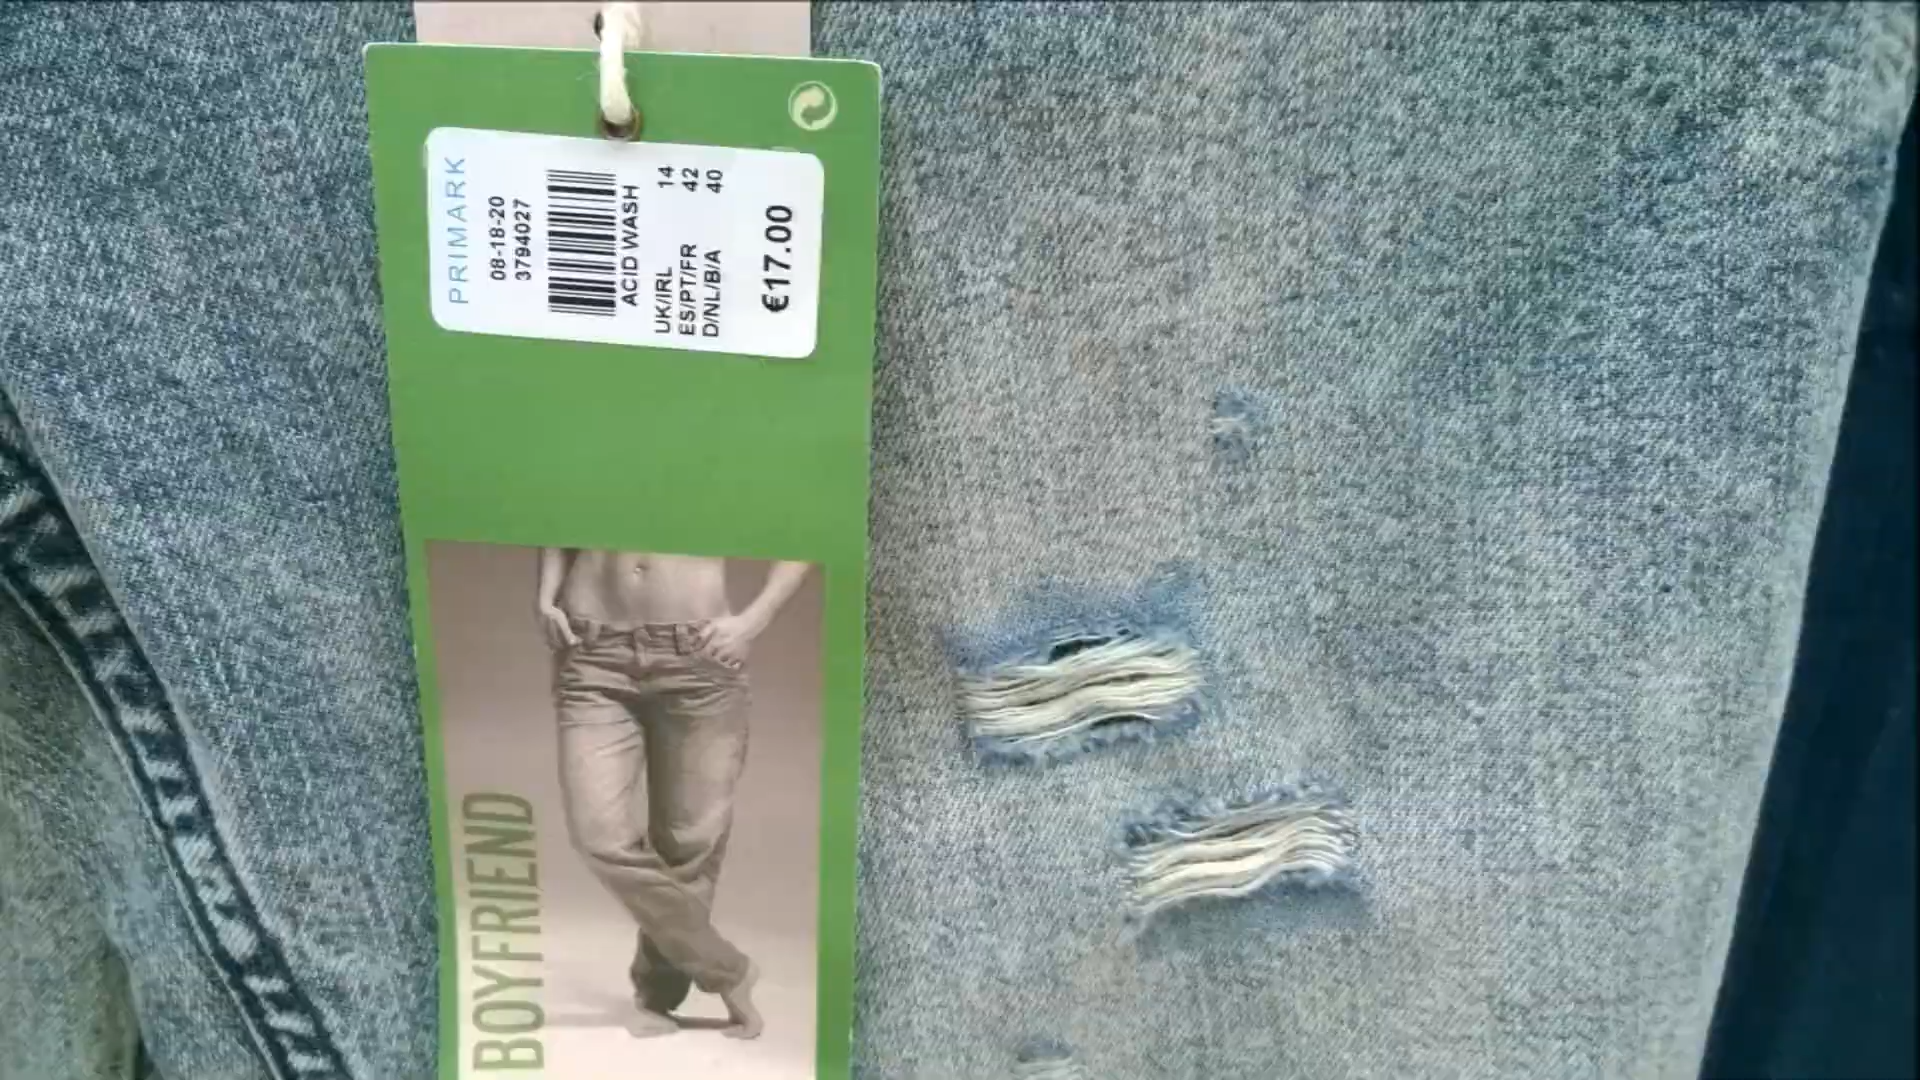 PRIMARK
08-18-20
3794027
ACID WASH
UK/IRL 14
ES/PT/FR 42
D/NL/B/A 40
€17.00
BOYFRIEND